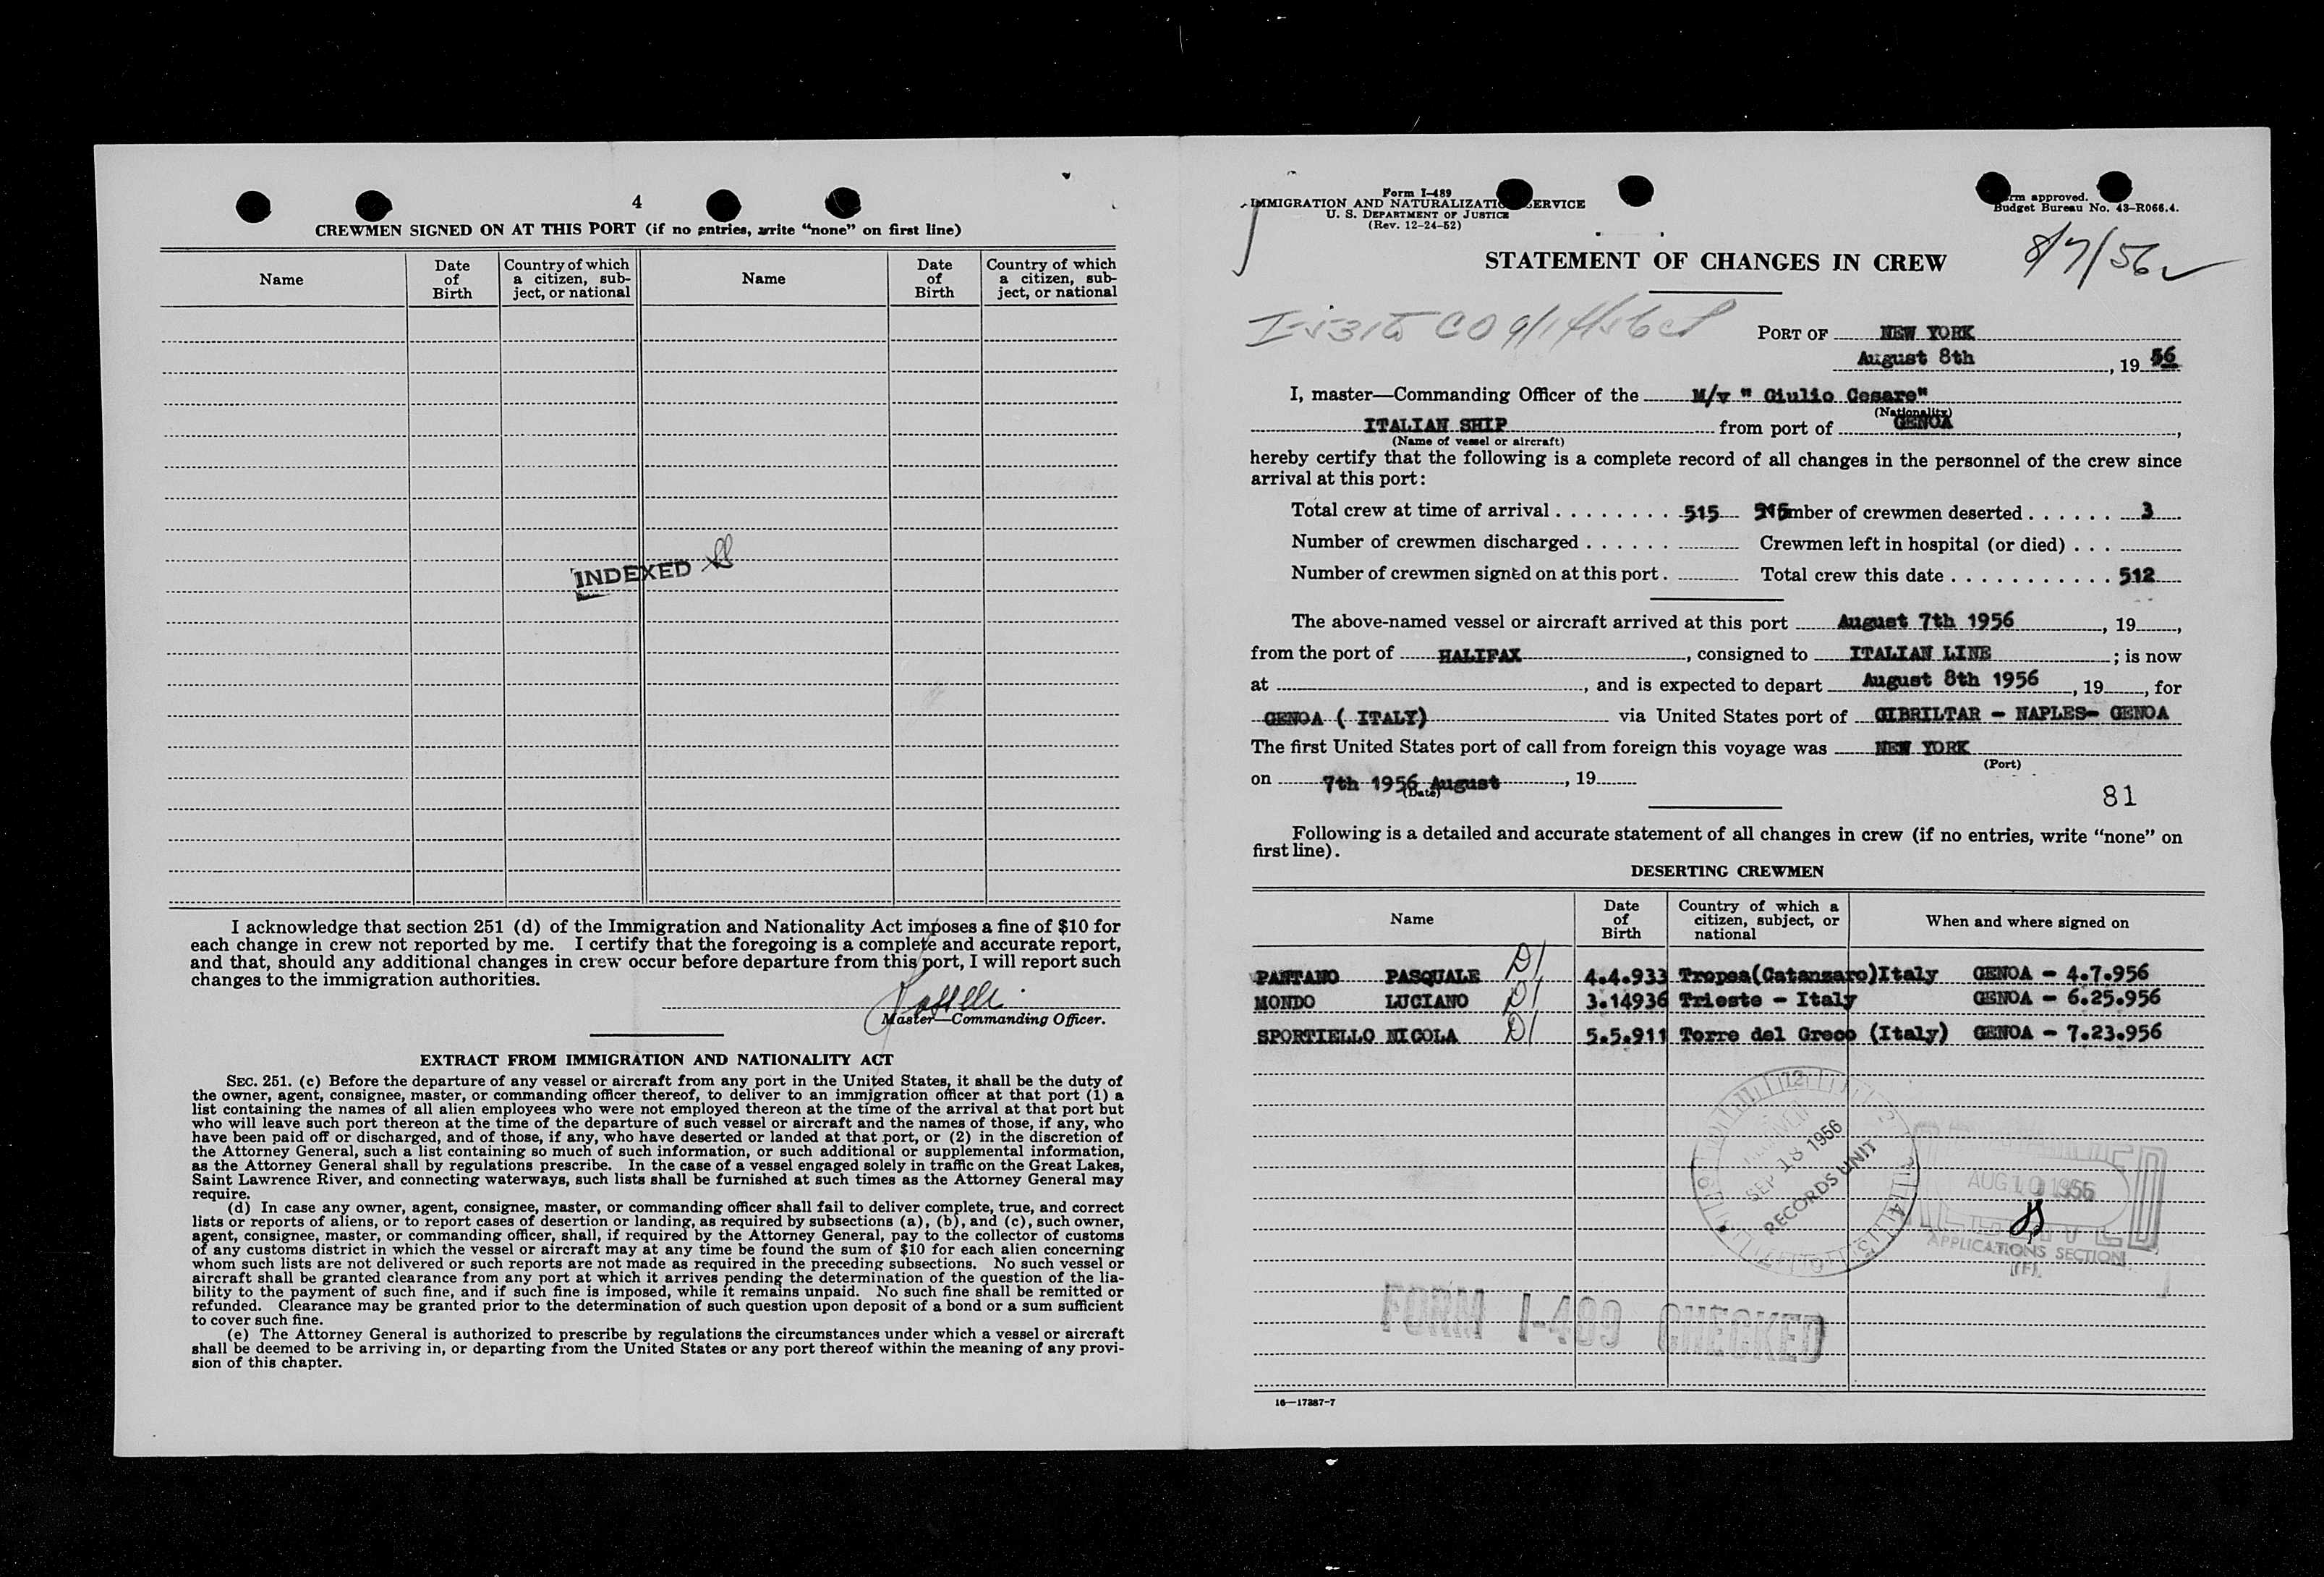 4
CREWMEN SIGNED ON AT THIS PORT (if no entries, write “none” on first line)
Name
Date of Birth
Country of which a citizen, subject, or national
Name
Date of Birth
Country of which a citizen, subject, or national
INDEXED
I acknowledge that section 251 (d) of the Immigration and Nationality Act imposes a fine of $10 for
each change in crew not reported by me. I certify that the foregoing is a complete and accurate report,
and that, should any additional changes in crew occur before departure from this port, I will report such
changes to the immigration authorities.
Master—Commanding Officer.
EXTRACT FROM IMMIGRATION AND NATIONALITY ACT
SEC. 251. (c) Before the departure of any vessel or aircraft from any port in the United States, it shall be the duty of
the owner, agent, consignee, master, or commanding officer thereof, to deliver to an immigration officer at that port (1) a
list containing the names of all alien employees who were not employed thereon at the time of the arrival at that port but
who will leave such port thereon at the time of the departure of such vessel or aircraft and the names of those, if any, who
have been paid off or discharged, and of those, if any, who have deserted or landed at that port, or (2) in the discretion of
the Attorney General, such a list containing so much of such information, or such additional or supplemental information,
as the Attorney General shall by regulations prescribe. In the case of a vessel engaged solely in traffic on the Great Lakes,
Saint Lawrence River, and connecting waterways, such lists shall be furnished at such times as the Attorney General may
require.
(d) In case any owner, agent, consignee, master, or commanding officer shall fail to deliver complete, true, and correct
lists or reports of aliens, or to report cases of desertion or landing, as required by subsections (a), (b), and (c), such owner,
agent, consignee, master, or commanding officer, shall, if required by the Attorney General, pay to the collector of customs
of any customs district in which the vessel or aircraft may at any time be found the sum of $10 for each alien concerning
whom such lists are not delivered or such reports are not made as required in the preceding subsections. No such vessel or
aircraft shall be granted clearance from any port at which it arrives pending the determination of the question of the lia-
bility to the payment of such fine, and if such fine is imposed, while it remains unpaid. No such fine shall be remitted or
refunded. Clearance may be granted prior to the determination of such question upon deposit of a bond or a sum sufficient
to cover such fine.
(e) The Attorney General is authorized to prescribe by regulations the circumstances under which a vessel or aircraft
shall be deemed to be arriving in, or departing from the United States or any port thereof within the meaning of any provi-
sion of this chapter.
Form I-489
IMMIGRATION AND NATURALIZATION SERVICE
U. S. DEPARTMENT OF JUSTICE
(Rev. 12-24-52)
approved.
Budget Bureau No. 43-R066.4.
8/7/56
STATEMENT OF CHANGES IN CREW
PORT OF NEW YORK
August 8th, 19 56
I, master—Commanding Officer of the M/v " Giulio Cesare"
(Nationality)
ITALIAN SHIP from port of GENOA,
(Name of vessel or aircraft)
hereby certify that the following is a complete record of all changes in the personnel of the crew since
arrival at this port:
Total crew at time of arrival . . . . . . . . 515 Number of crewmen deserted . . . . . . 3
Number of crewmen discharged . . . . . . Crewmen left in hospital (or died) . . .
Number of crewmen signed on at this port . Total crew this date . . . . . . . . . . . . 512
The above-named vessel or aircraft arrived at this port August 7th 1956, 19 ,
from the port of HALIFAX, consigned to ITALIAN LINE; is now
at , and is expected to depart August 8th 1956, 19 , for
GENOA ( ITALY) via United States port of GIBRILTAR - NAPLES- GENOA
The first United States port of call from foreign this voyage was NEW YORK
(Port)
on 7th 1956 August, 19
(Date)
81
Following is a detailed and accurate statement of all changes in crew (if no entries, write “none” on
first line).
DESERTING CREWMEN
Name
Date of Birth
Country of which a citizen, subject, or national
When and where signed on
PANTANO PASQUALE Dl 4.4.933 Tropea(Catanzaro)Italy GENOA - 4.7.956
MONDO LUCIANO Dl 3.14936 Trieste - Italy GENOA - 6.25.956
SPORTIELLO NICOLA Dl 5.5.911 Torre del Greco (Italy) GENOA - 7.23.956
SEP 18 1956
RECORDS UNIT
AUG 10 1956
APPLICATIONS SECTION
FORM I-489 CHECKED
16—17387-7